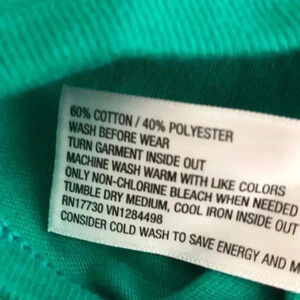 60% COTTON / 40% POLYESTER
WASH BEFORE WEAR
TURN GARMENT INSIDE OUT
MACHINE WASH WARM WITH LIKE COLORS
ONLY NON-CHLORINE BLEACH WHEN NEEDED
TUMBLE DRY MEDIUM, COOL IRON INSIDE OUT
RN17730 VN1284498
CONSIDER COLD WASH TO SAVE ENERGY AND M